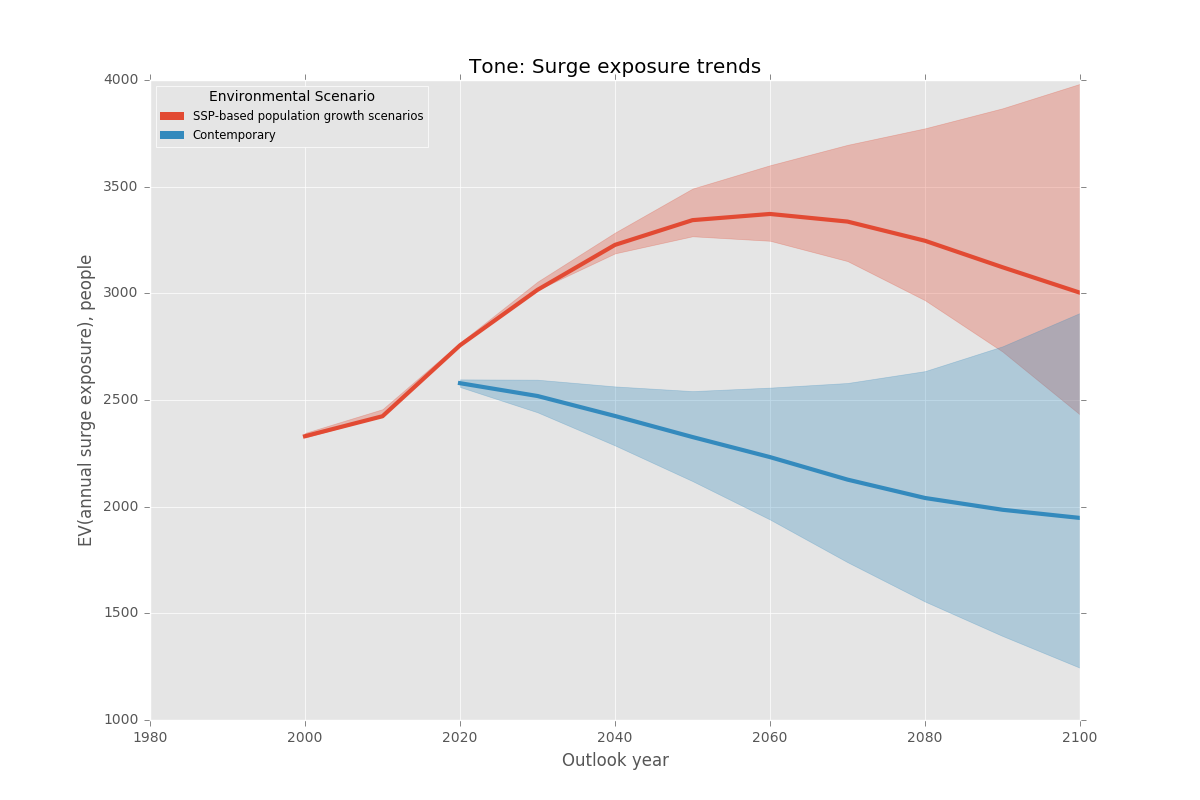 Tone: Surge exposure trends
4000
3500
3000
2500
2000
1500
1000
EV(annual surge exposure), people
Environmental Scenario
SSP-based population growth scenarios
Contemporary
1980 2000 2020 2040 2060 2080 2100
Outlook year